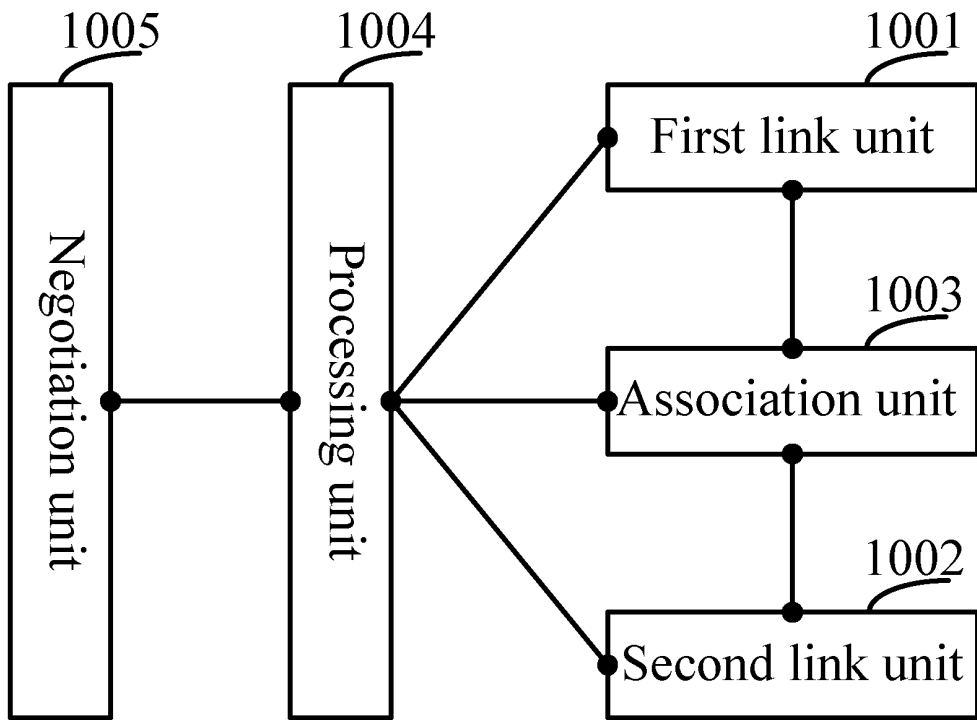 1005
1004
1001
First link unit
Negotiation unit
Processing unit
1003
Association unit
1002
Second link unit